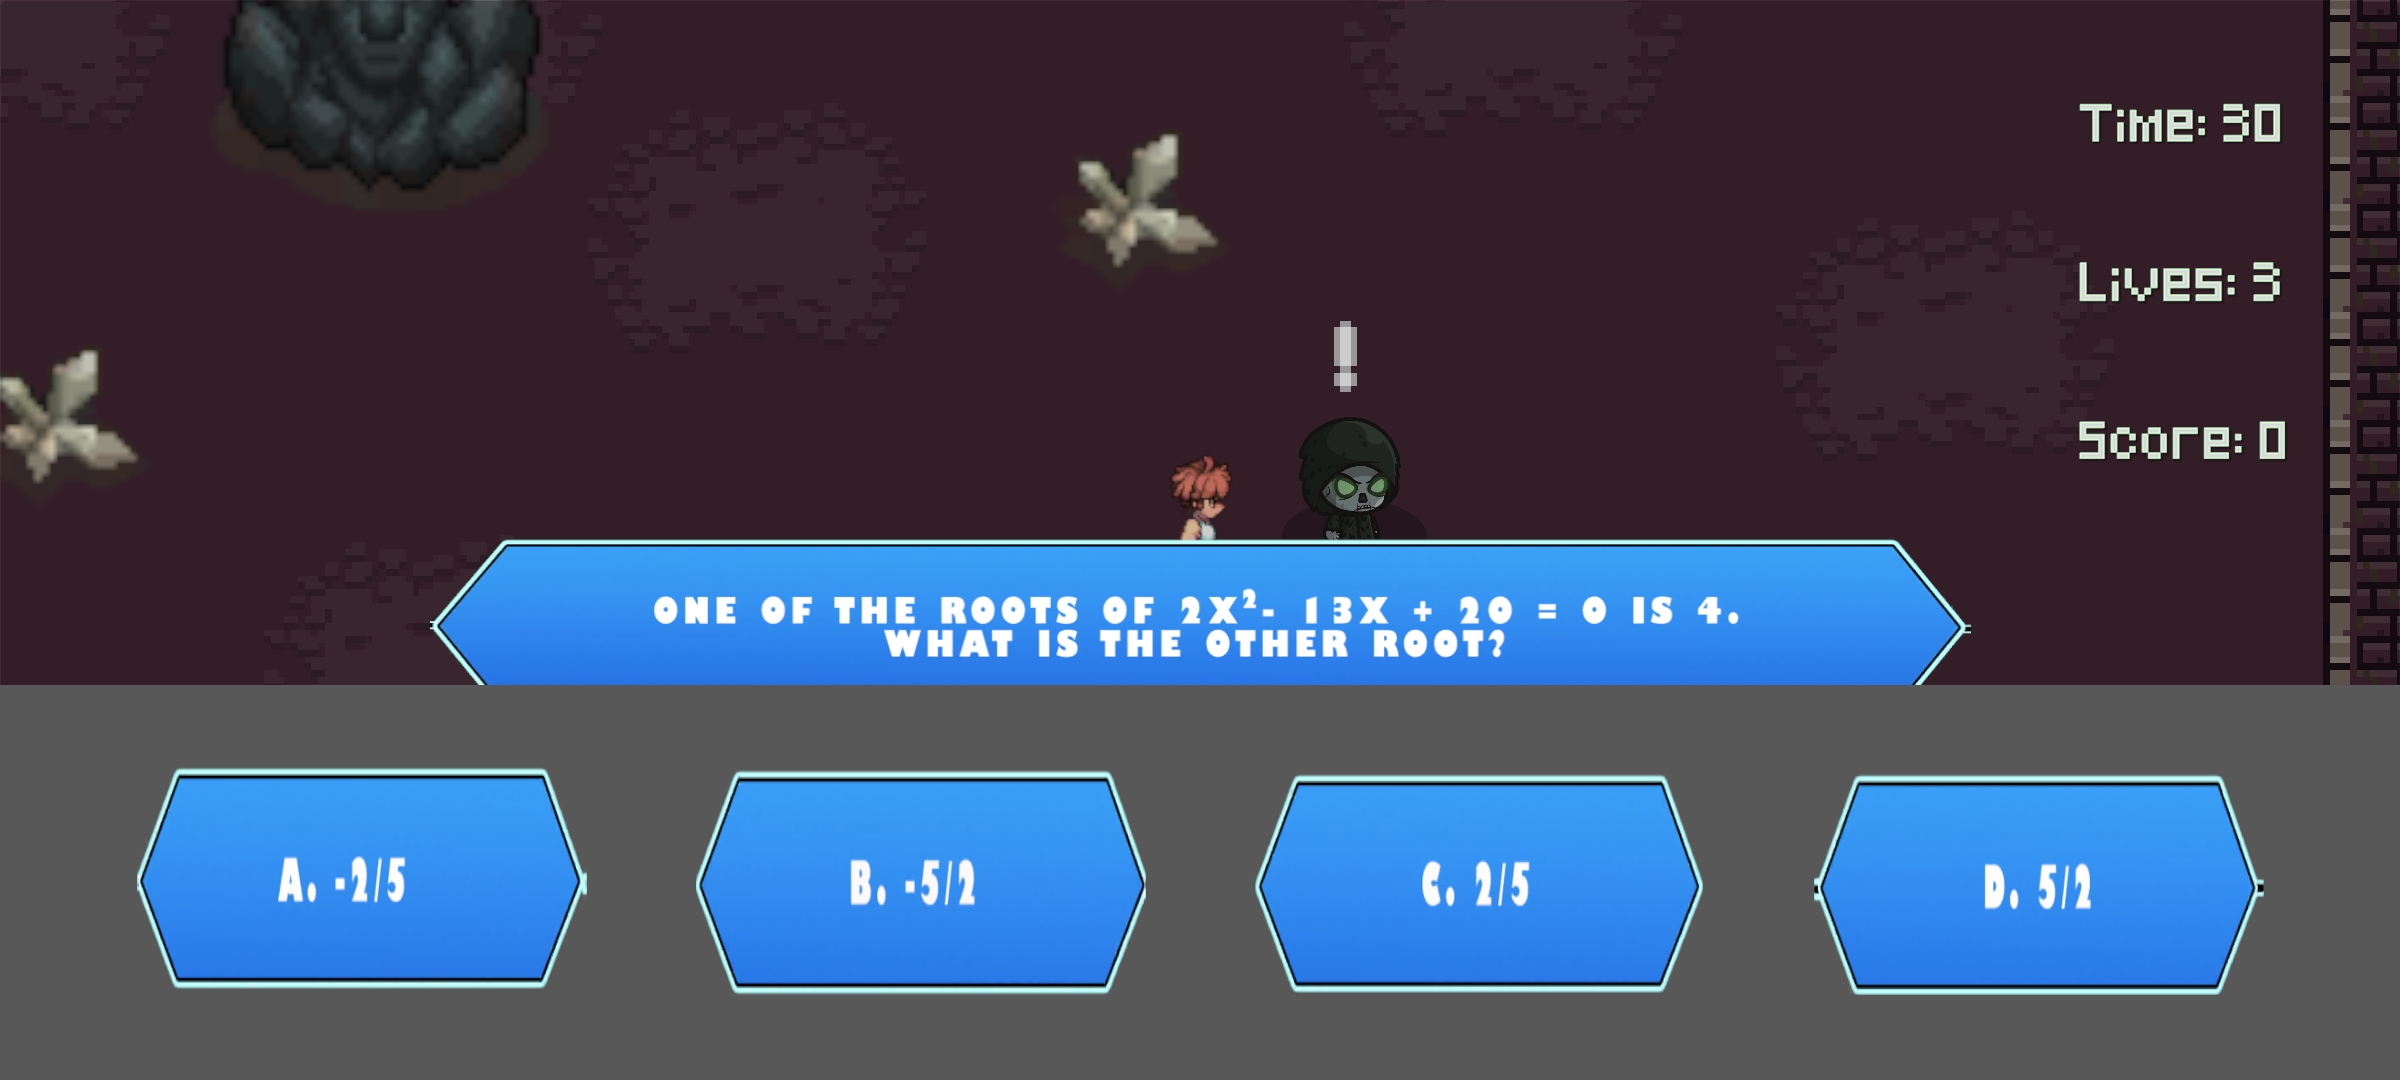 Time: 30
Lives: 3
Score: 0
!
ONE OF THE ROOTS OF 2X²- 13X + 20 = 0 IS 4.
WHAT IS THE OTHER ROOT?
A. -2/5
B. -5/2
C. 2/5
D. 5/2